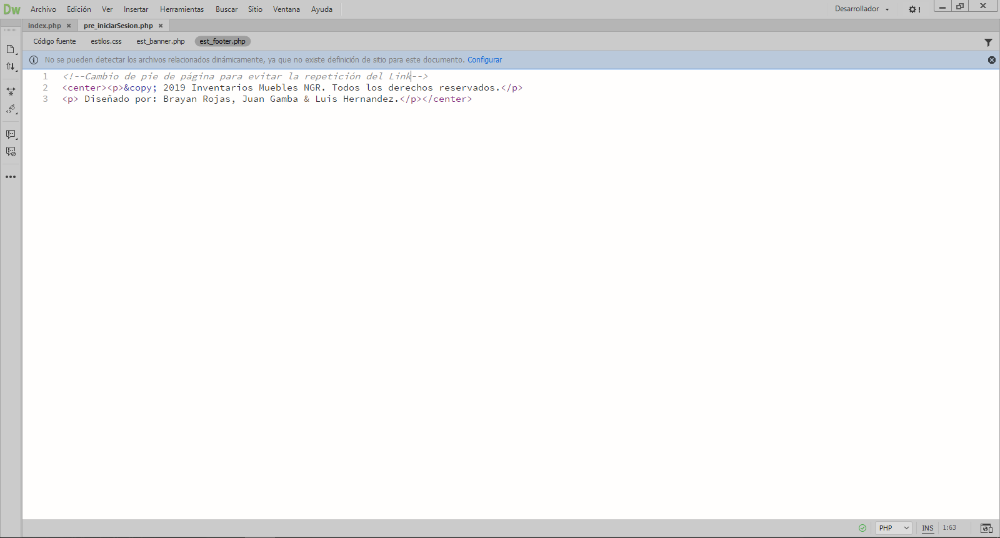 Dw Archivo Edición Ver Insertar Herramientas Buscar Sitio Ventana Ayuda Desarrollador !
index.php pre_iniciarSesion.php
Código fuente estilos.css est_banner.php est_footer.php
No se pueden detectar los archivos relacionados dinámicamente, ya que no existe definición de sitio para este documento. Configurar
1 <!--Cambio de pie de página para evitar la repetición del Link-->
2 <center><p>&copy; 2019 Inventarios Muebles NGR. Todos los derechos reservados.</p>
3 <p> Diseñado por: Brayan Rojas, Juan Gamba & Luis Hernandez.</p></center>
PHP INS 1:63